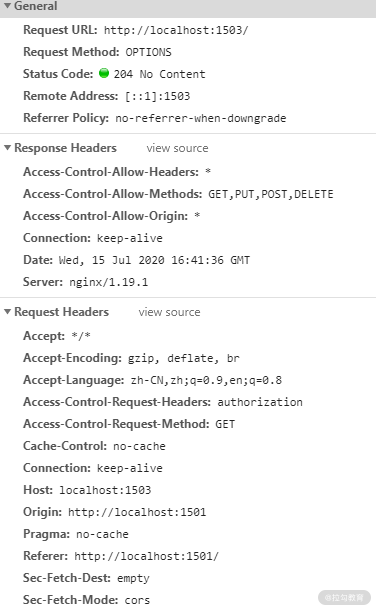 General
Request URL: http://localhost:1503/
Request Method: OPTIONS
Status Code: 204 No Content
Remote Address: [::1]:1503
Referrer Policy: no-referrer-when-downgrade
Response Headers view source
Access-Control-Allow-Headers: *
Access-Control-Allow-Methods: GET,PUT,POST,DELETE
Access-Control-Allow-Origin: *
Connection: keep-alive
Date: Wed, 15 Jul 2020 16:41:36 GMT
Server: nginx/1.19.1
Request Headers view source
Accept: */*
Accept-Encoding: gzip, deflate, br
Accept-Language: zh-CN,zh;q=0.9,en;q=0.8
Access-Control-Request-Headers: authorization
Access-Control-Request-Method: GET
Cache-Control: no-cache
Connection: keep-alive
Host: localhost:1503
Origin: http://localhost:1501
Pragma: no-cache
Referer: http://localhost:1501/
Sec-Fetch-Dest: empty
Sec-Fetch-Mode: cors
@拉勾教育